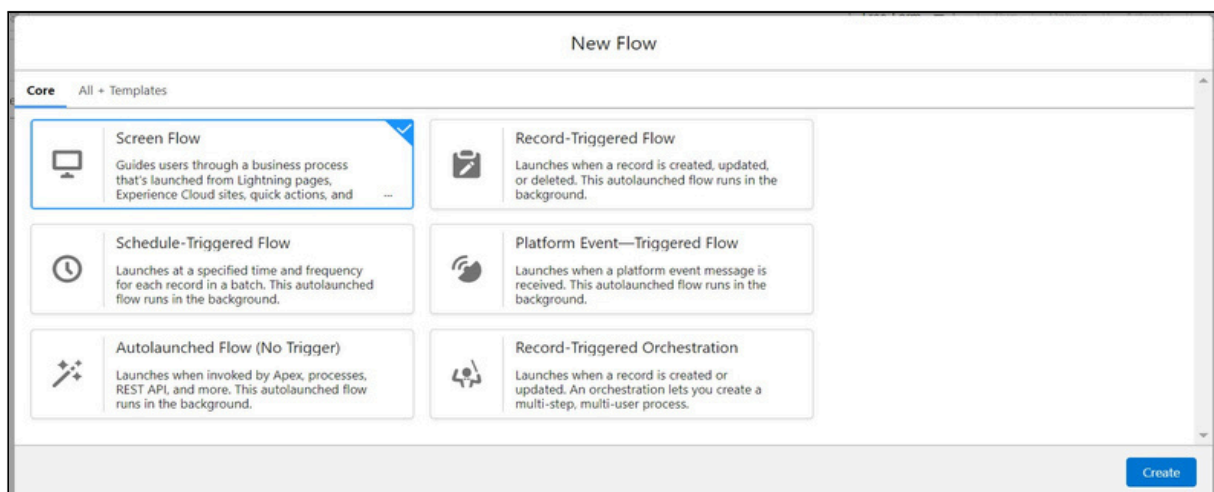 New Flow
Core All + Templates
Screen Flow
Guides users through a business process
that's launched from Lightning pages,
Experience Cloud sites, quick actions, and ...
Record-Triggered Flow
Launches when a record is created, updated,
or deleted. This autolaunched flow runs in the
background.
Schedule-Triggered Flow
Launches at a specified time and frequency
for each record in a batch. This autolaunched
flow runs in the background.
Platform Event—Triggered Flow
Launches when a platform event message is
received. This autolaunched flow runs in the
background.
Autolaunched Flow (No Trigger)
Launches when invoked by Apex, processes,
REST API, and more. This autolaunched flow
runs in the background.
Record-Triggered Orchestration
Launches when a record is created or
updated. An orchestration lets you create a
multi-step, multi-user process.
Create